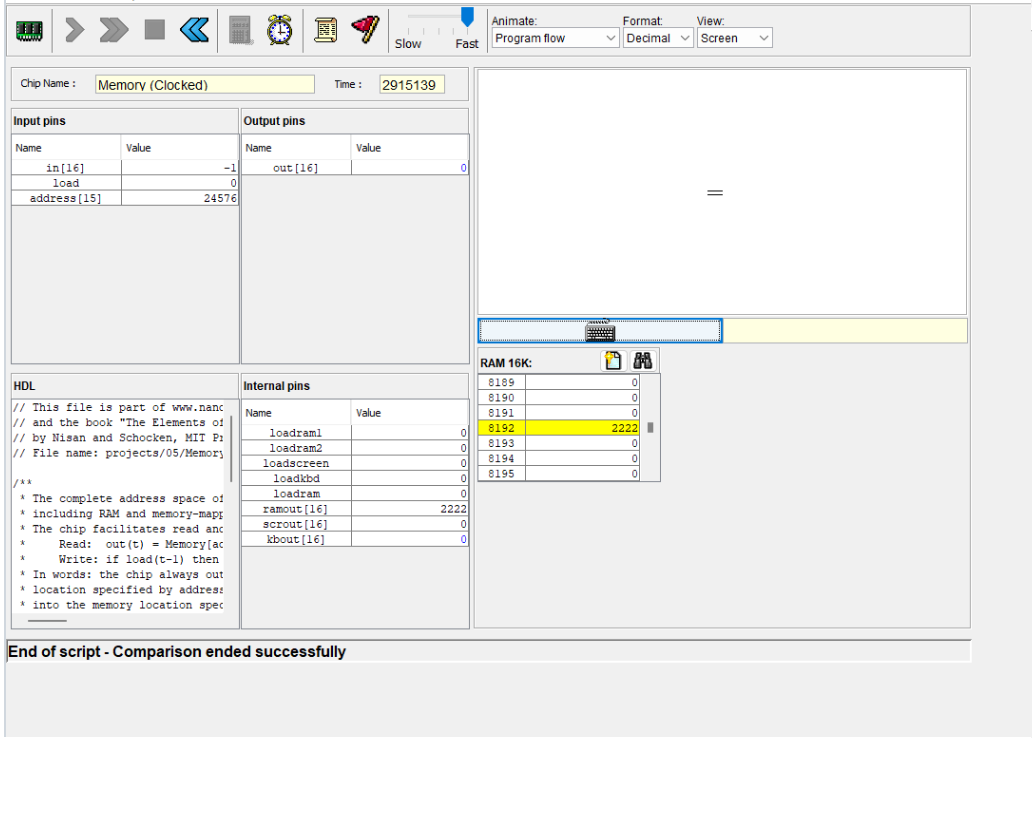 Slow Fast
Animate: Format: View:
Program flow Decimal Screen
Chip Name : Memory (Clocked) Time : 2915139
Input pins
Name Value
in[16] -1
load 0
address[15] 24576
Output pins
Name Value
out[16] 0
HDL
// This file is part of www.nanc
// and the book "The Elements of
// by Nisan and Schocken, MIT Pr
// File name: projects/05/Memory
/**
* The complete address space of
* including RAM and memory-mapp
* The chip facilitates read and
* Read: out(t) = Memory[ad
* Write: if load(t-1) then
* In words: the chip always out
* location specified by address
* into the memory location spec
Internal pins
Name Value
loadram1 0
loadram2 0
loadscreen 0
loadkbd 0
loadram 0
ramout[16] 2222
scrout[16] 0
kbout[16] 0
RAM 16K:
8189 0
8190 0
8191 0
8192 2222
8193 0
8194 0
8195 0
End of script - Comparison ended successfully